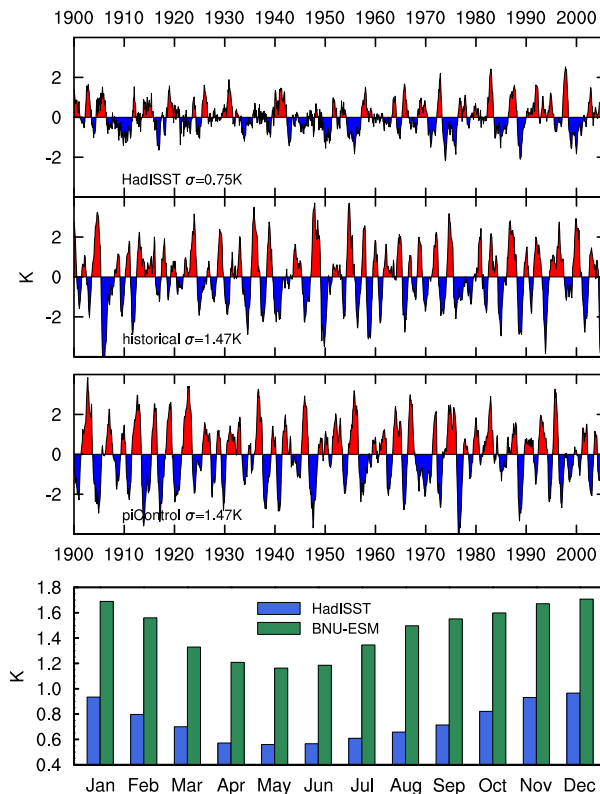 1900 1910 1920 1930 1940 1950 1960 1970 1980 1990 2000
2
0
-2
HadISST σ=0.75K
2
0
-2
K
historical σ=1.47K
2
0
-2
piControl σ=1.47K
1900 1910 1920 1930 1940 1950 1960 1970 1980 1990 2000
1.8
1.6
1.4
1.2
1.0
0.8
0.6
0.4
K
HadISST
BNU-ESM
Jan Feb Mar Apr May Jun Jul Aug Sep Oct Nov Dec